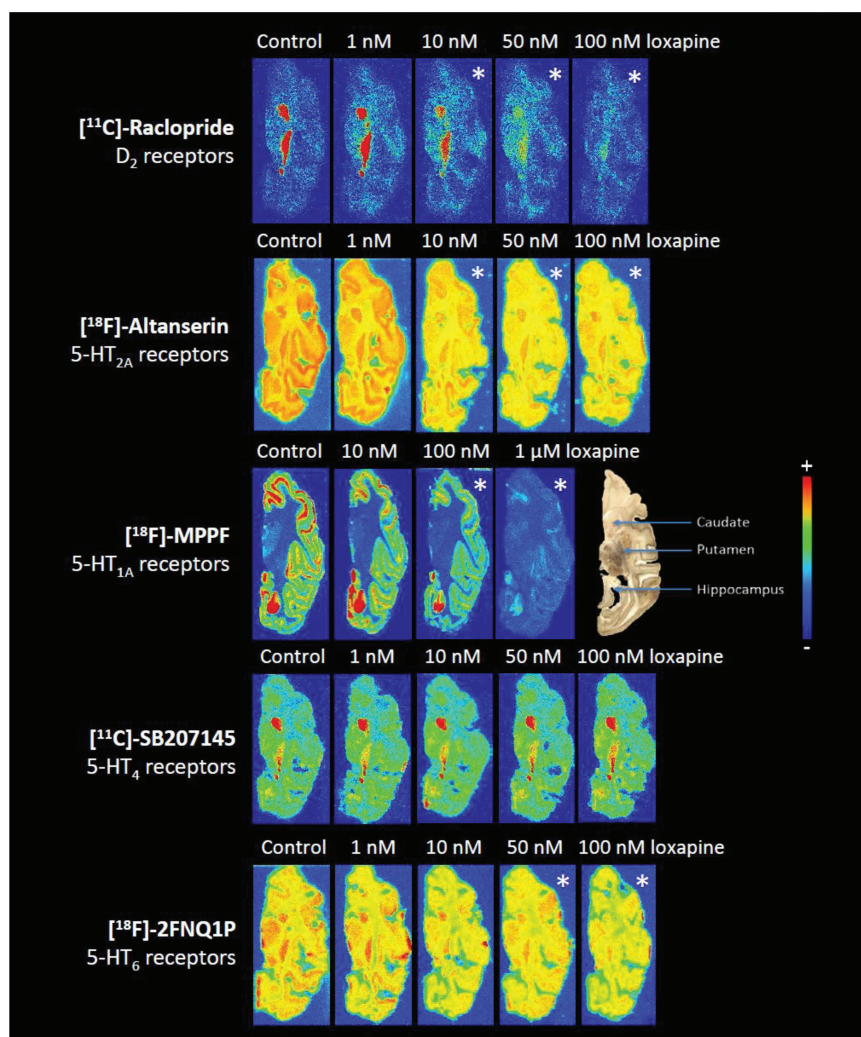 Control 1 nM 10 nM 50 nM 100 nM loxapine
* * *
[¹¹C]-Raclopride
D₂ receptors
Control 1 nM 10 nM 50 nM 100 nM loxapine
* * *
[¹⁸F]-Altanserin
5-HT₂A receptors
Control 10 nM 100 nM 1 µM loxapine
* *
[¹⁸F]-MPPF
5-HT₁A receptors
+
Caudate
Putamen
Hippocampus
-
Control 1 nM 10 nM 50 nM 100 nM loxapine
[¹¹C]-SB207145
5-HT₄ receptors
Control 1 nM 10 nM 50 nM 100 nM loxapine
* *
[¹⁸F]-2FNQ1P
5-HT₆ receptors